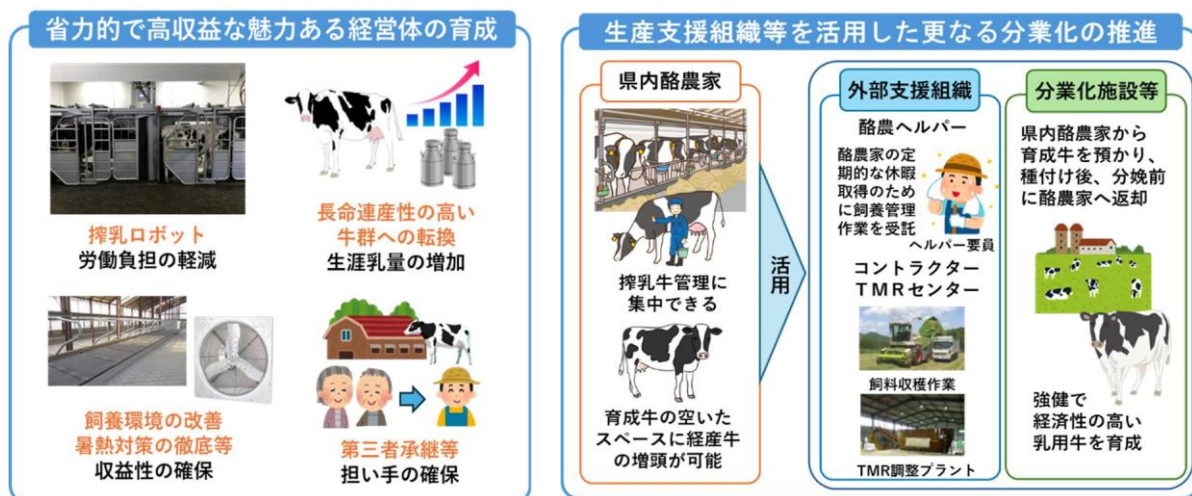 省力的で高収益な魅力ある経営体の育成
搾乳ロボット
労働負担の軽減
長命連産性の高い
牛群への転換
生涯乳量の増加
飼養環境の改善
暑熱対策の徹底等
収益性の確保
第三者承継等
担い手の確保
生産支援組織等を活用した更なる分業化の推進
県内酪農家
搾乳牛管理に
集中できる
育成牛の空いた
スペースに経産牛
の増頭が可能
活用
外部支援組織
酪農ヘルパー
酪農家の定
期的な休暇
取得のため
に飼養管理
作業を受託
ヘルパー要員
コントラクター
TMRセンター
飼料収穫作業
TMR調整プラント
分業化施設等
県内酪農家から
育成牛を預かり、
種付け後、分娩前
に酪農家へ返却
強健で
経済性の高い
乳用牛を育成